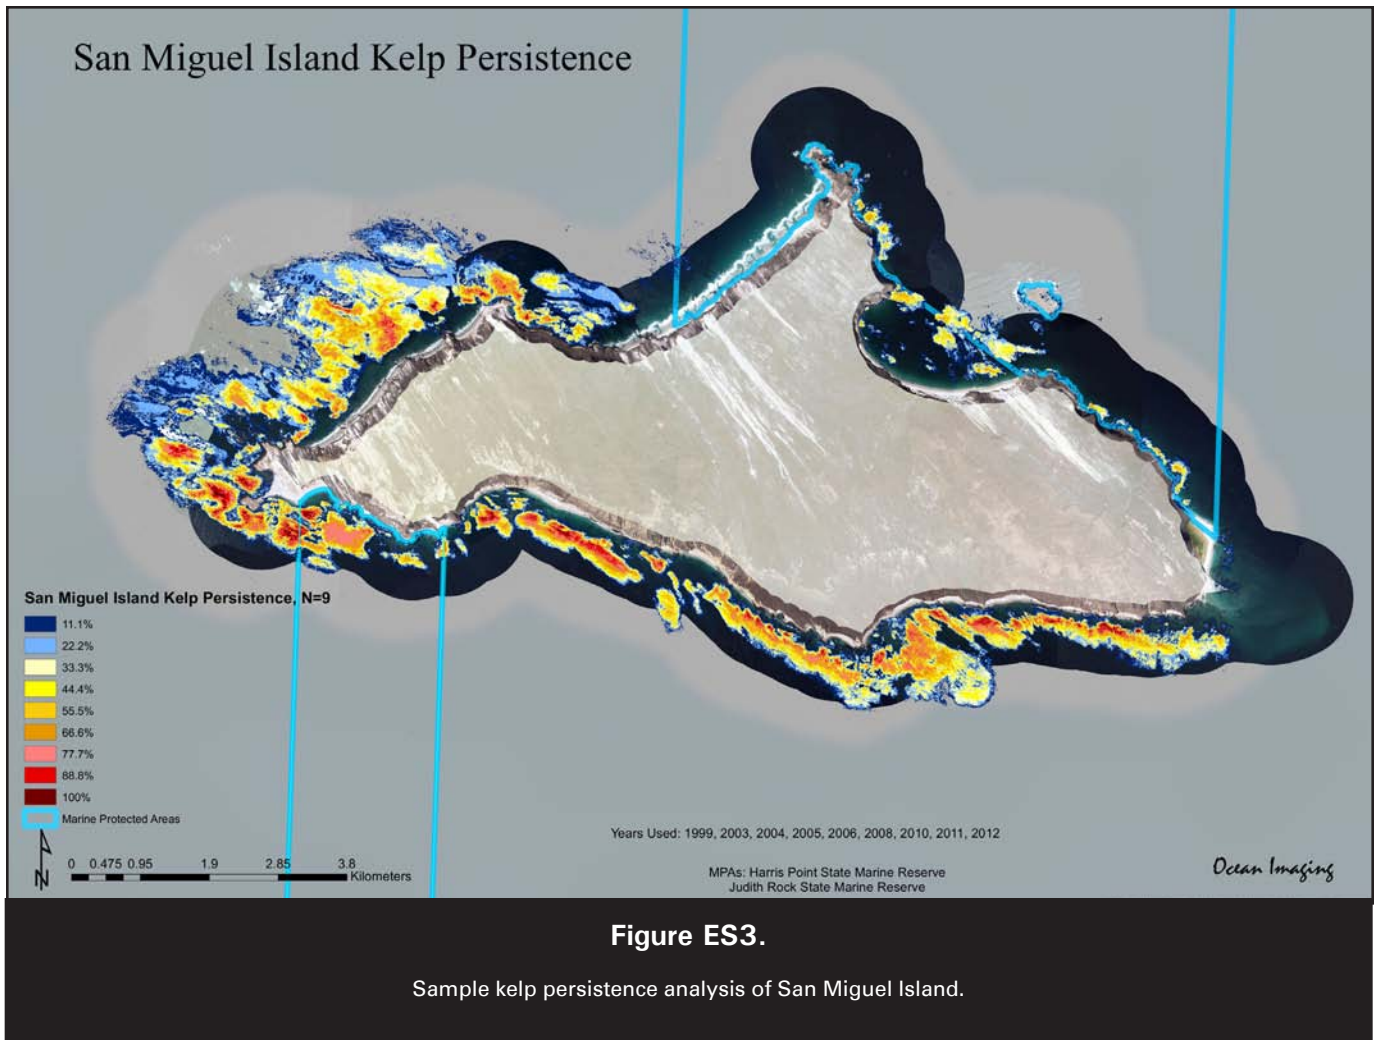 San Miguel Island Kelp Persistence
San Miguel Island Kelp Persistence, N=9
11.1%
22.2%
33.3%
44.4%
55.5%
66.6%
77.7%
88.8%
100%
Marine Protected Areas
N
0 0.475 0.95 1.9 2.85 3.8
Kilometers
Years Used: 1999, 2003, 2004, 2005, 2006, 2008, 2010, 2011, 2012
MPAs: Harris Point State Marine Reserve
Judith Rock State Marine Reserve
Ocean Imaging
Figure ES3.
Sample kelp persistence analysis of San Miguel Island.